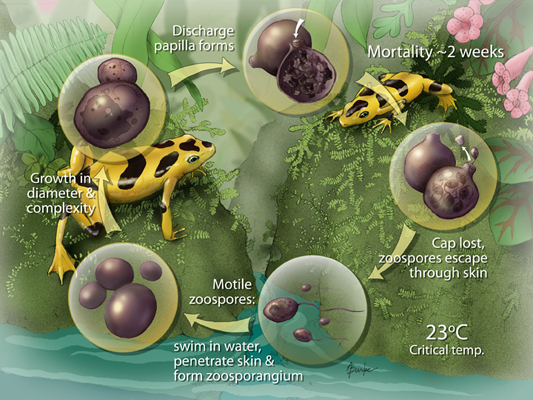 Discharge
papilla forms
Mortality ~2 weeks
Growth in
diameter &
complexity
Cap lost,
zoospores escape
through skin
Motile
zoospores:
swim in water,
penetrate skin &
form zoosporangium
23ºC
Critical temp.